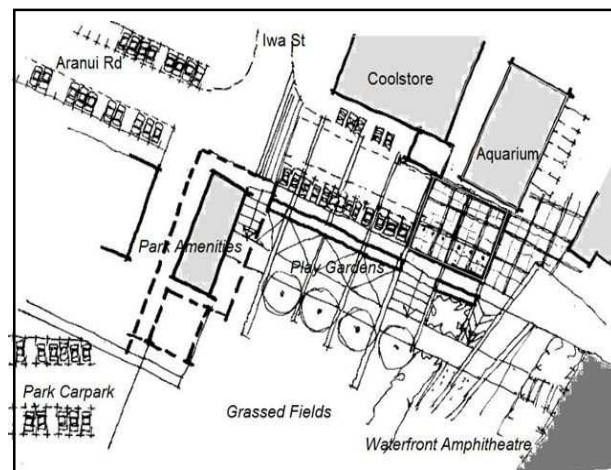 Iwa St
Aranui Rd
Coolstore
Aquarium
Park Amenities
Play Gardens
Park Carpark
Grassed Fields
Waterfront Amphitheatre